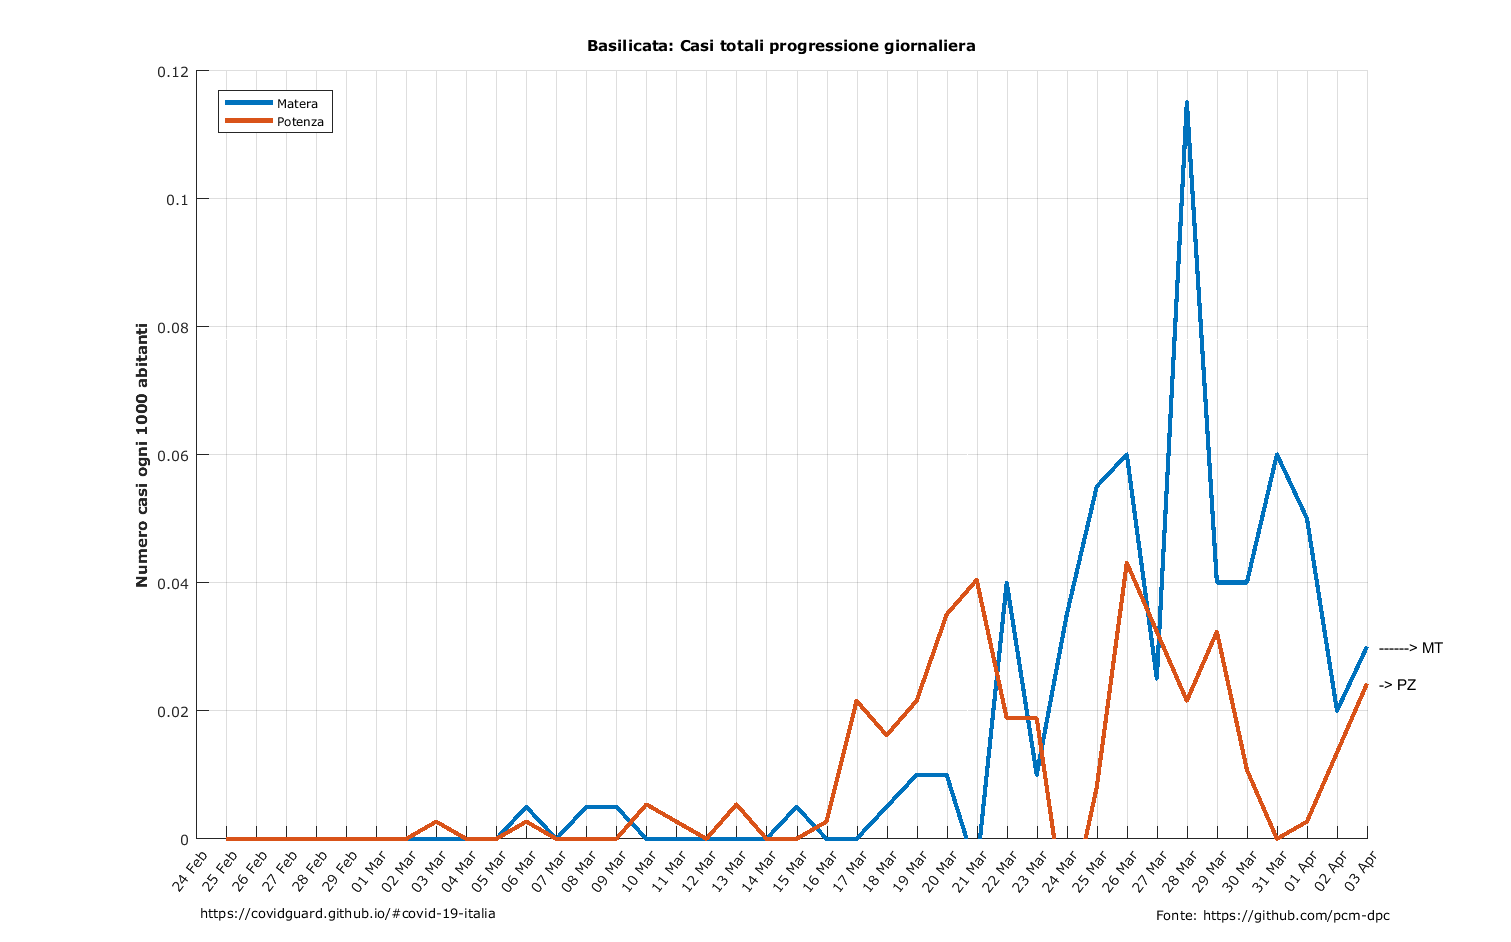 Basilicata: Casi totali progressione giornaliera
Matera
Potenza
Numero casi ogni 1000 abitanti
0.12
0.1
0.08
0.06
0.04
0.02
0
------> MT
-> PZ
24 Feb
25 Feb
26 Feb
27 Feb
28 Feb
29 Feb
01 Mar
02 Mar
03 Mar
04 Mar
05 Mar
06 Mar
07 Mar
08 Mar
09 Mar
10 Mar
11 Mar
12 Mar
13 Mar
14 Mar
15 Mar
16 Mar
17 Mar
18 Mar
19 Mar
20 Mar
21 Mar
22 Mar
23 Mar
24 Mar
25 Mar
26 Mar
27 Mar
28 Mar
29 Mar
30 Mar
31 Mar
01 Apr
02 Apr
03 Apr
https://covidguard.github.io/#covid-19-italia
Fonte: https://github.com/pcm-dpc